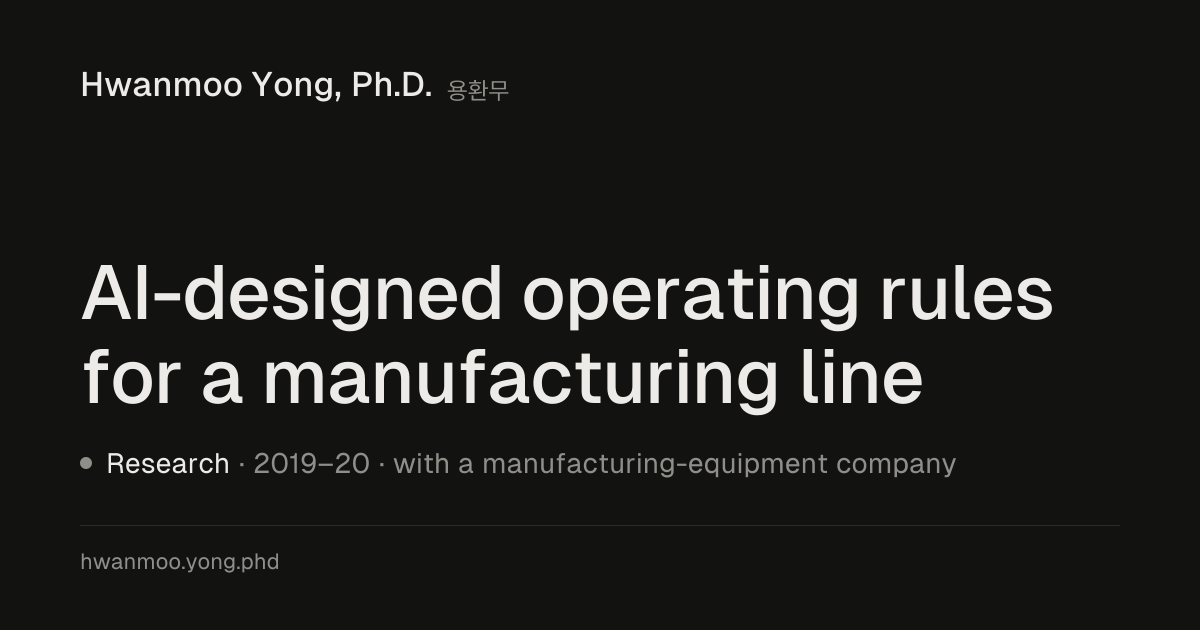 Hwanmoo Yong, Ph.D. 용환무
AI-designed operating rules
for a manufacturing line
Research · 2019–20 · with a manufacturing-equipment company
hwanmoo.yong.phd